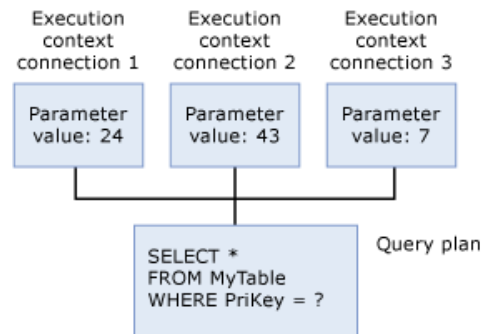 Execution
context
connection 1
Execution
context
connection 2
Execution
context
connection 3
Parameter
value: 24
Parameter
value: 43
Parameter
value: 7
Query plan
SELECT *
FROM MyTable
WHERE PriKey = ?